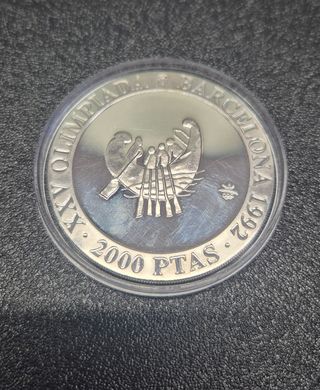 XXV OLIMPIADA BARCELONA 1992
· 2000 PTAS ·